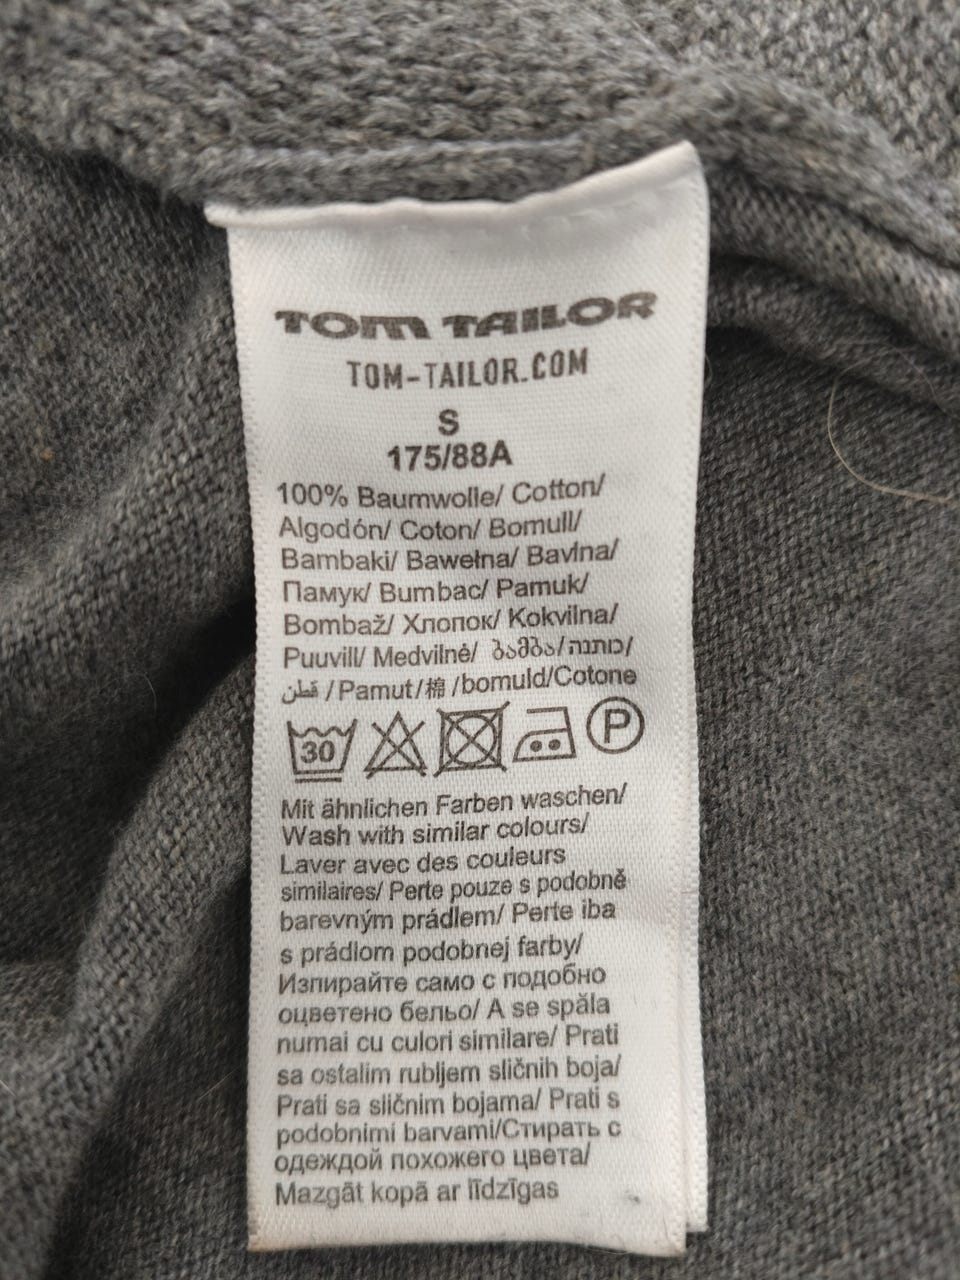 TOM TAILOR
TOM-TAILOR.COM
S
175/88A
100% Baumwolle/ Cotton/
Algodón/ Coton/ Bomull/
Bambaki/ Bawełna/ Bavlna/
Памук/ Bumbac/ Pamuk/
Bombaž/ Хлопок/ Kokvilna/
Puuvill/ Medvilnė/ ბამბა/כותנה/
قطن /Pamut/棉 /bomuld/Cotone
30 P
Mit ähnlichen Farben waschen/
Wash with similar colours/
Laver avec des couleurs
similaires/ Perte pouze s podobně
barevným prádlem/ Perte iba
s prádlom podobnej farby/
Изпирайте само с подобно
оцветено бельо/ A se spăla
numai cu culori similare/ Prati
sa ostalim rubljem sličnih boja/
Prati sa sličnim bojama/ Prati s
podobnimi barvami/Стирать с
одеждой похожего цвета/
Mazgāt kopā ar līdzīgas